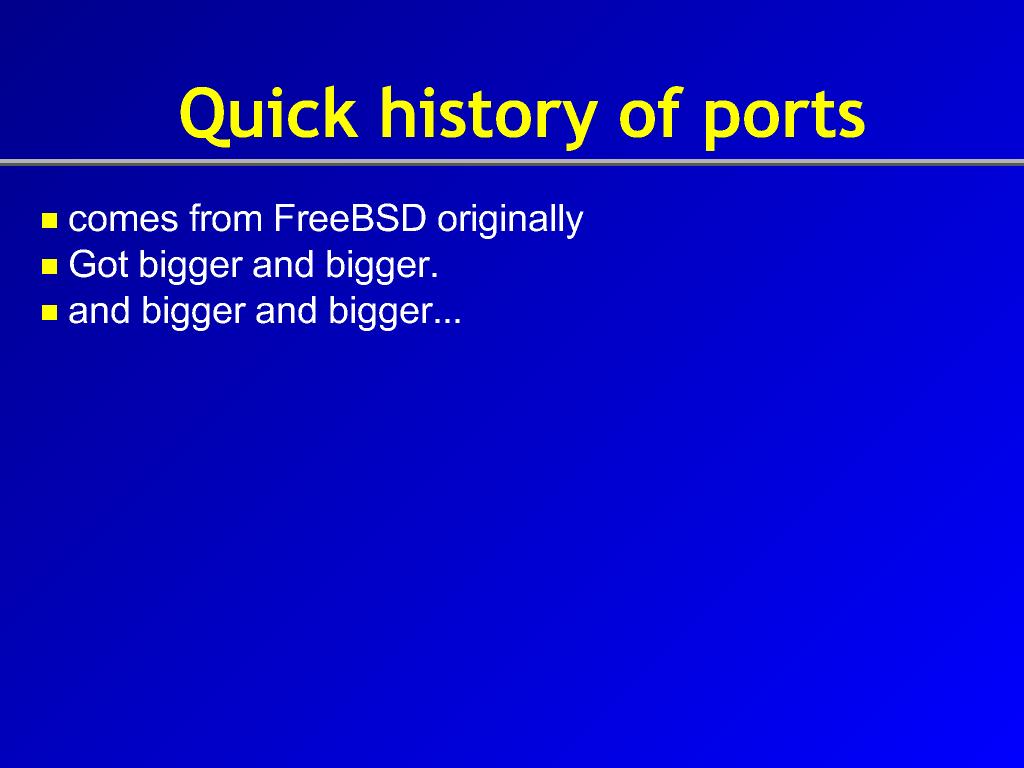 Quick history of ports
comes from FreeBSD originally
Got bigger and bigger.
and bigger and bigger...